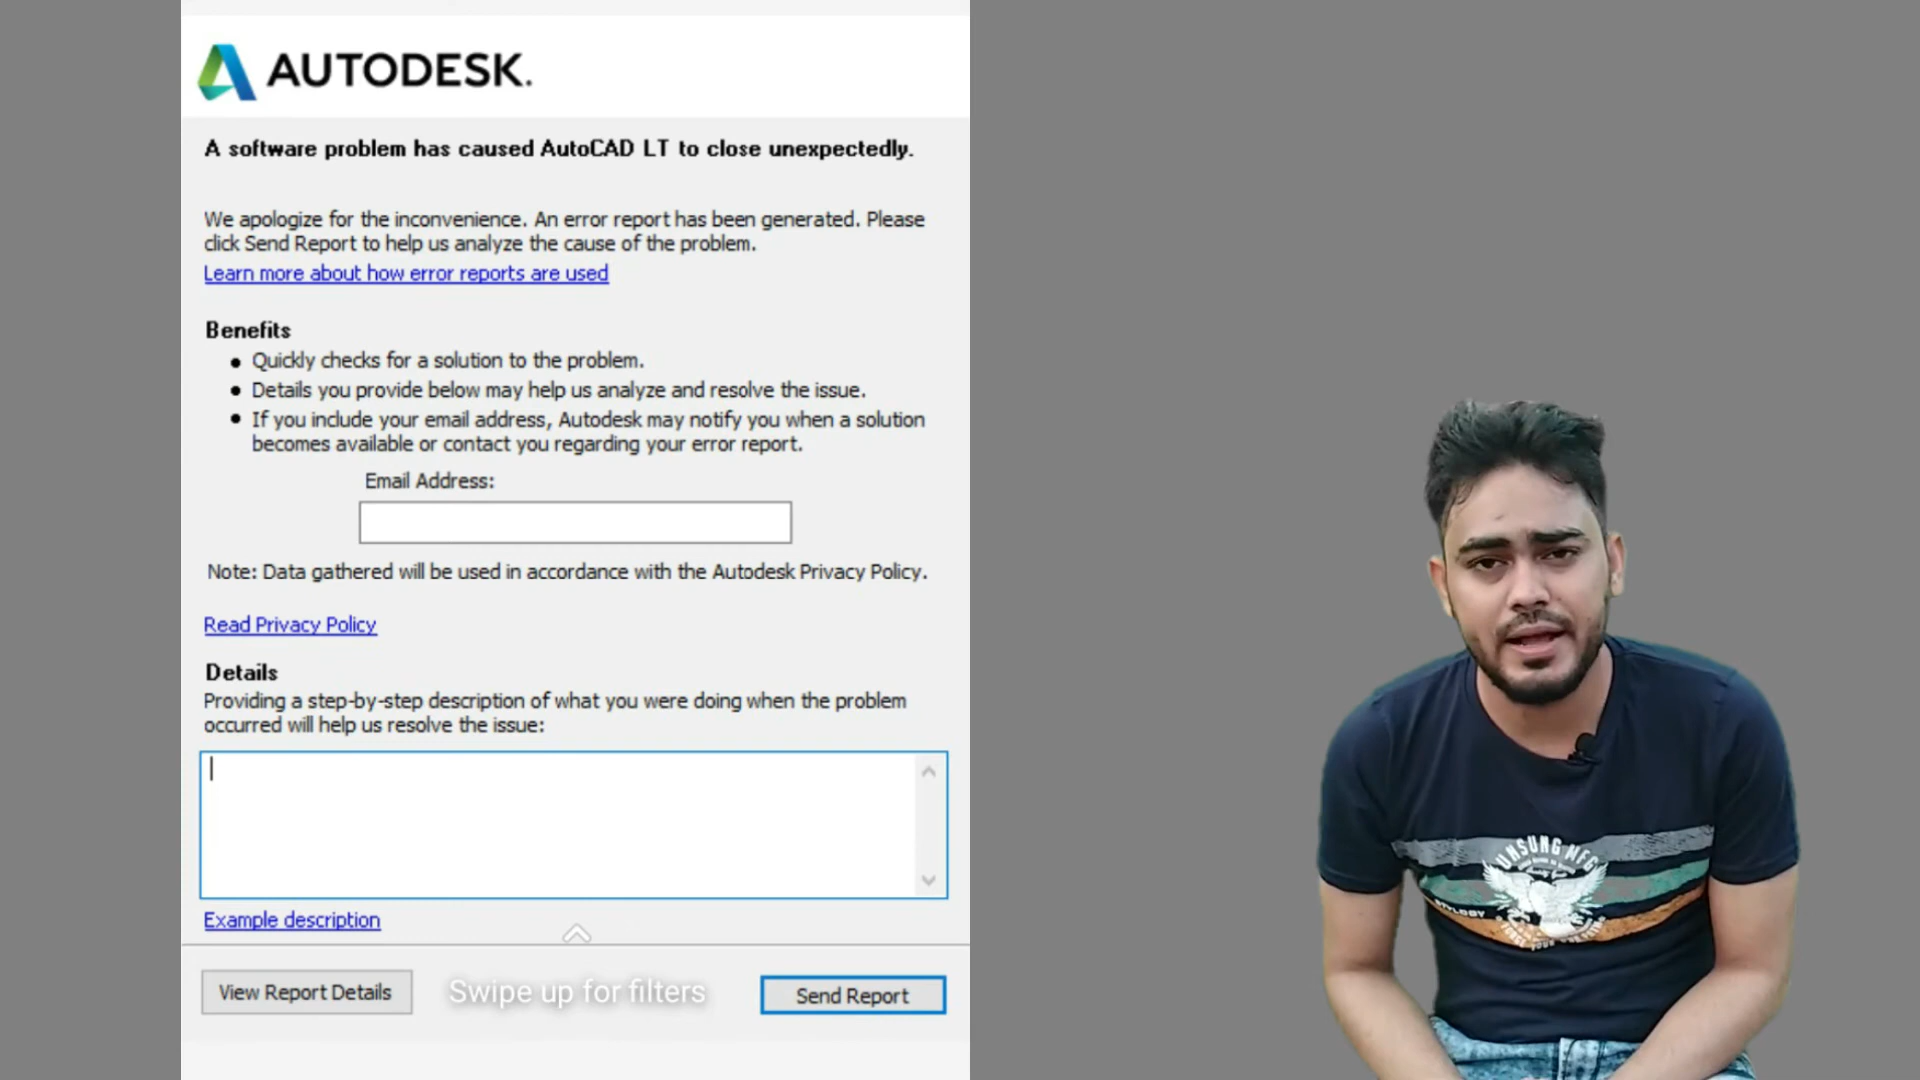 AUTODESK.
A software problem has caused AutoCAD LT to close unexpectedly.
We apologize for the inconvenience. An error report has been generated. Please
click Send Report to help us analyze the cause of the problem.
Learn more about how error reports are used
Benefits
• Quickly checks for a solution to the problem.
• Details you provide below may help us analyze and resolve the issue.
• If you include your email address, Autodesk may notify you when a solution
becomes available or contact you regarding your error report.
Email Address:
Note: Data gathered will be used in accordance with the Autodesk Privacy Policy.
Read Privacy Policy
Details
Providing a step-by-step description of what you were doing when the problem
occurred will help us resolve the issue:
Example description
View Report Details
Swipe up for filters
Send Report
UNSUNG MFG